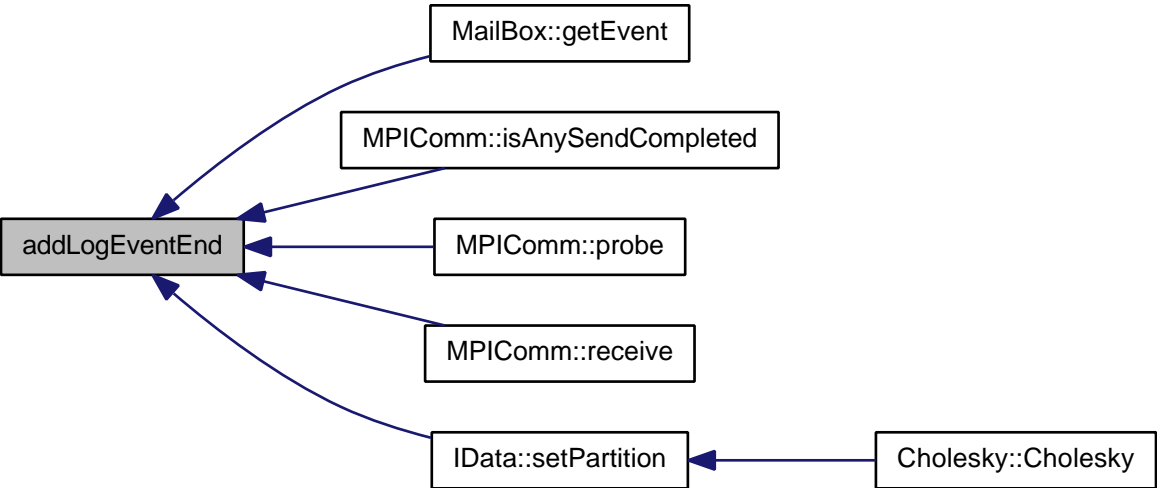 MailBox::getEvent
MPIComm::isAnySendCompleted
addLogEventEnd
MPIComm::probe
MPIComm::receive
IData::setPartition
Cholesky::Cholesky